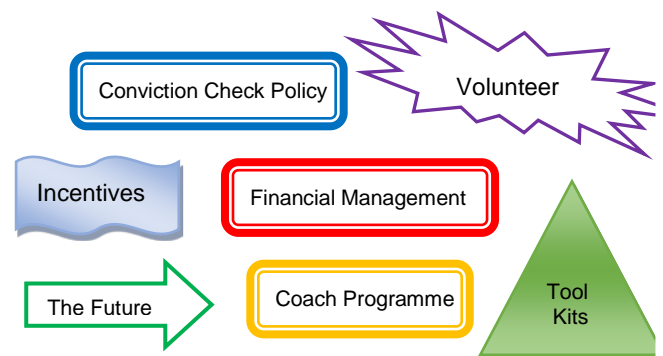 Conviction Check Policy
Volunteer
Incentives
Financial Management
The Future
Coach Programme
Tool
Kits